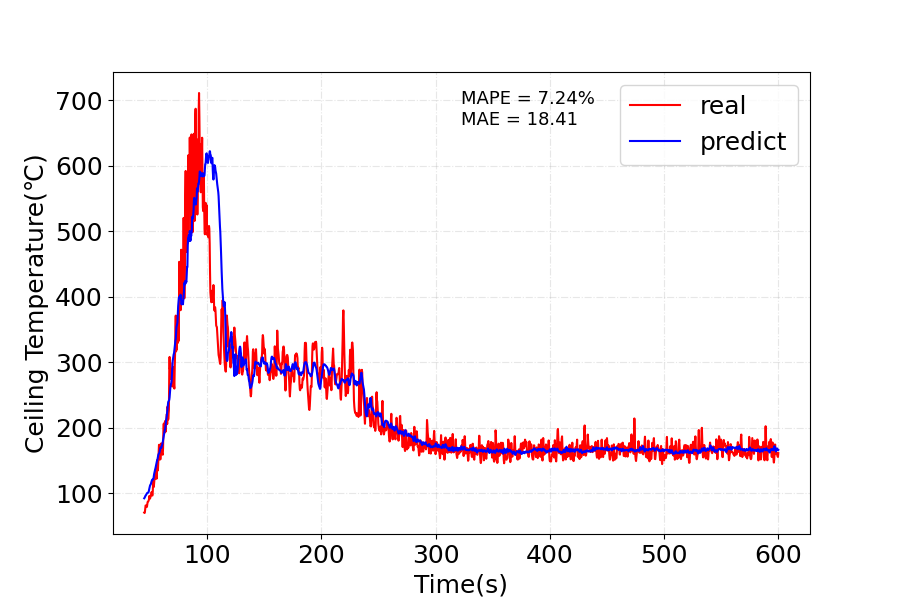 MAPE = 7.24%
MAE = 18.41
real
predict
700
600
500
400
300
200
100
Ceiling Temperature(℃)
100 200 300 400 500 600
Time(s)